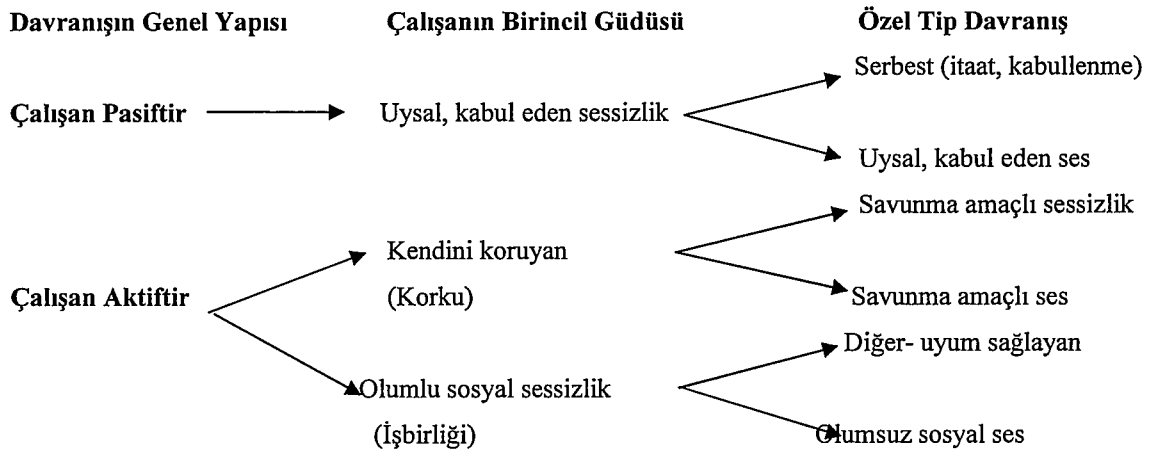 Davranışın Genel Yapısı Çalışanın Birincil Güdüsü Özel Tip Davranış
Serbest (itaat, kabullenme)
Çalışan Pasiftir Uysal, kabul eden sessizlik
Uysal, kabul eden ses
Savunma amaçlı sessizlik
Kendini koruyan
Çalışan Aktiftir (Korku) Savunma amaçlı ses
Diğer- uyum sağlayan
Olumlu sosyal sessizlik
(İşbirliği) Olumsuz sosyal ses